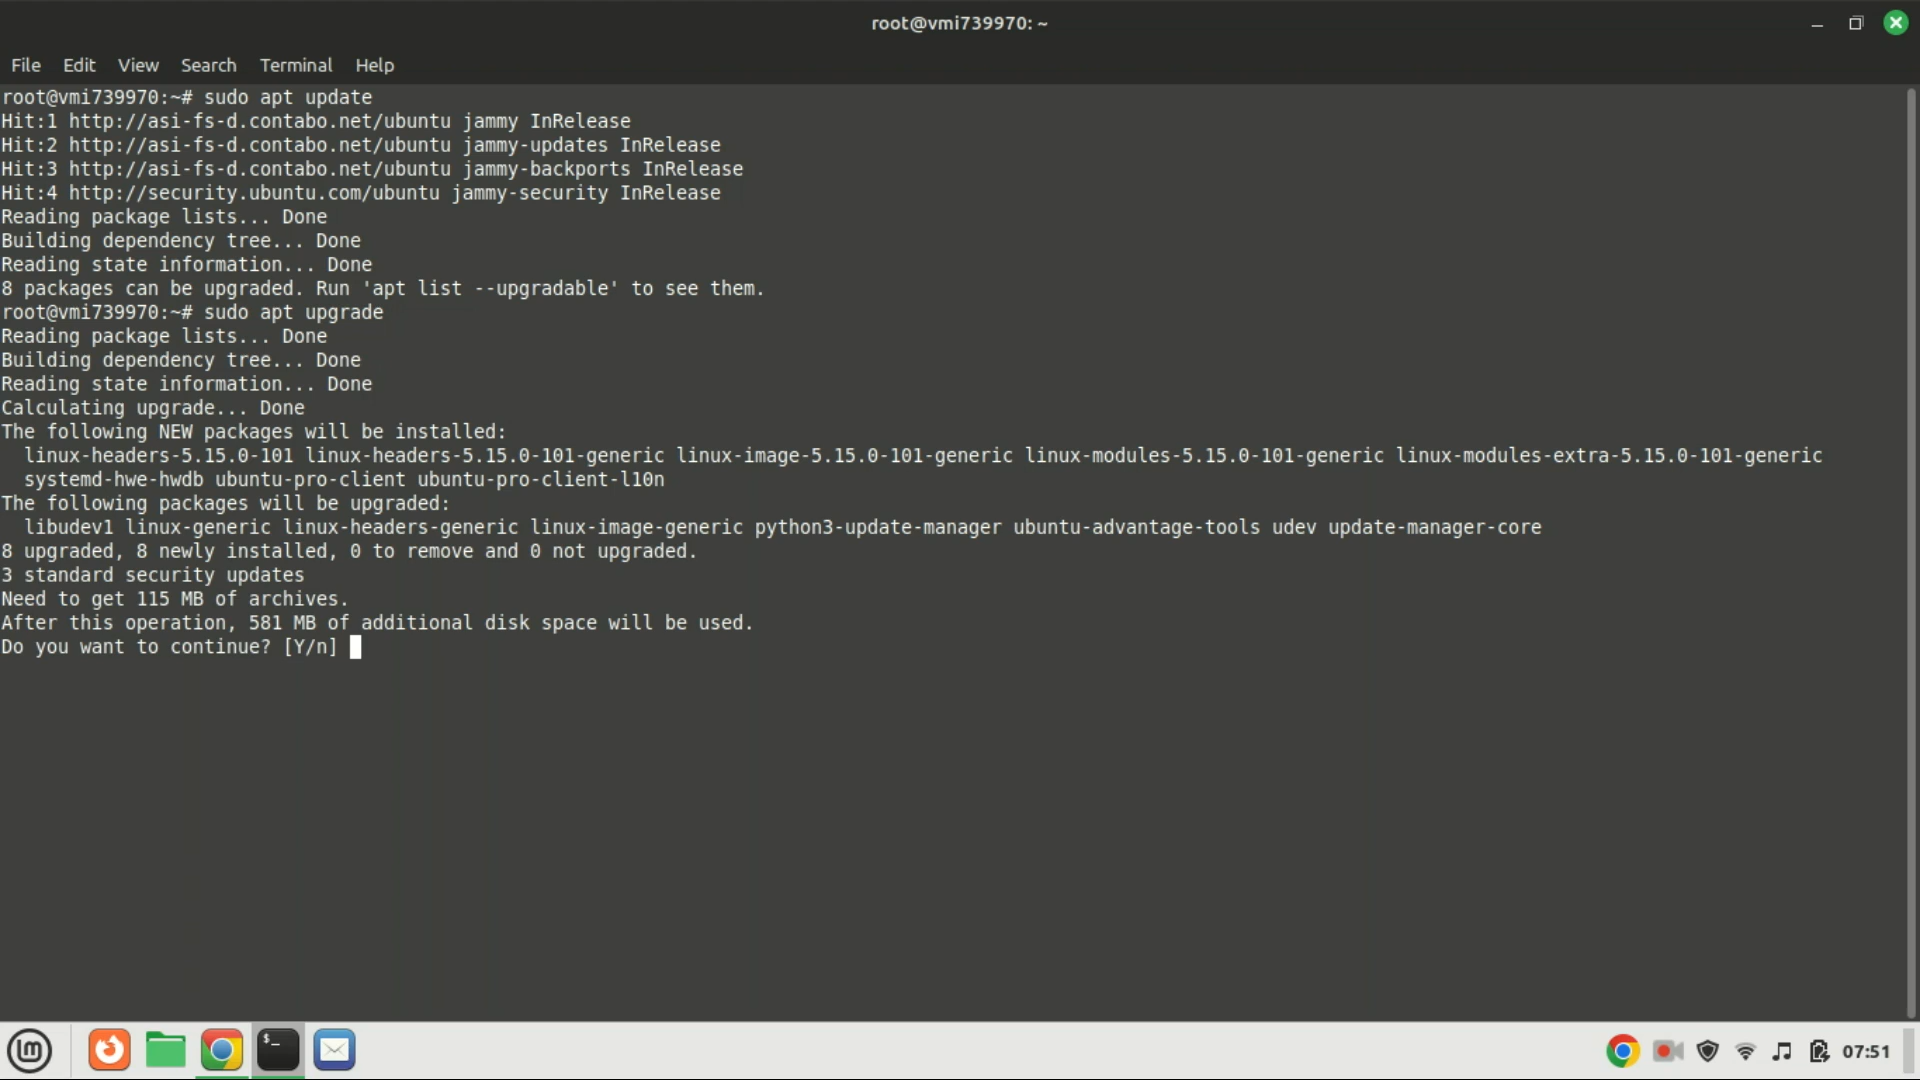 root@vmi739970: ~
File Edit View Search Terminal Help
root@vmi739970:~# sudo apt update
Hit:1 http://asi-fs-d.contabo.net/ubuntu jammy InRelease
Hit:2 http://asi-fs-d.contabo.net/ubuntu jammy-updates InRelease
Hit:3 http://asi-fs-d.contabo.net/ubuntu jammy-backports InRelease
Hit:4 http://security.ubuntu.com/ubuntu jammy-security InRelease
Reading package lists... Done
Building dependency tree... Done
Reading state information... Done
8 packages can be upgraded. Run 'apt list --upgradable' to see them.
root@vmi739970:~# sudo apt upgrade
Reading package lists... Done
Building dependency tree... Done
Reading state information... Done
Calculating upgrade... Done
The following NEW packages will be installed:
  linux-headers-5.15.0-101 linux-headers-5.15.0-101-generic linux-image-5.15.0-101-generic linux-modules-5.15.0-101-generic linux-modules-extra-5.15.0-101-generic
  systemd-hwe-hwdb ubuntu-pro-client ubuntu-pro-client-l10n
The following packages will be upgraded:
  libudev1 linux-generic linux-headers-generic linux-image-generic python3-update-manager ubuntu-advantage-tools udev update-manager-core
8 upgraded, 8 newly installed, 0 to remove and 0 not upgraded.
3 standard security updates
Need to get 115 MB of archives.
After this operation, 581 MB of additional disk space will be used.
Do you want to continue? [Y/n]
$_
07:51